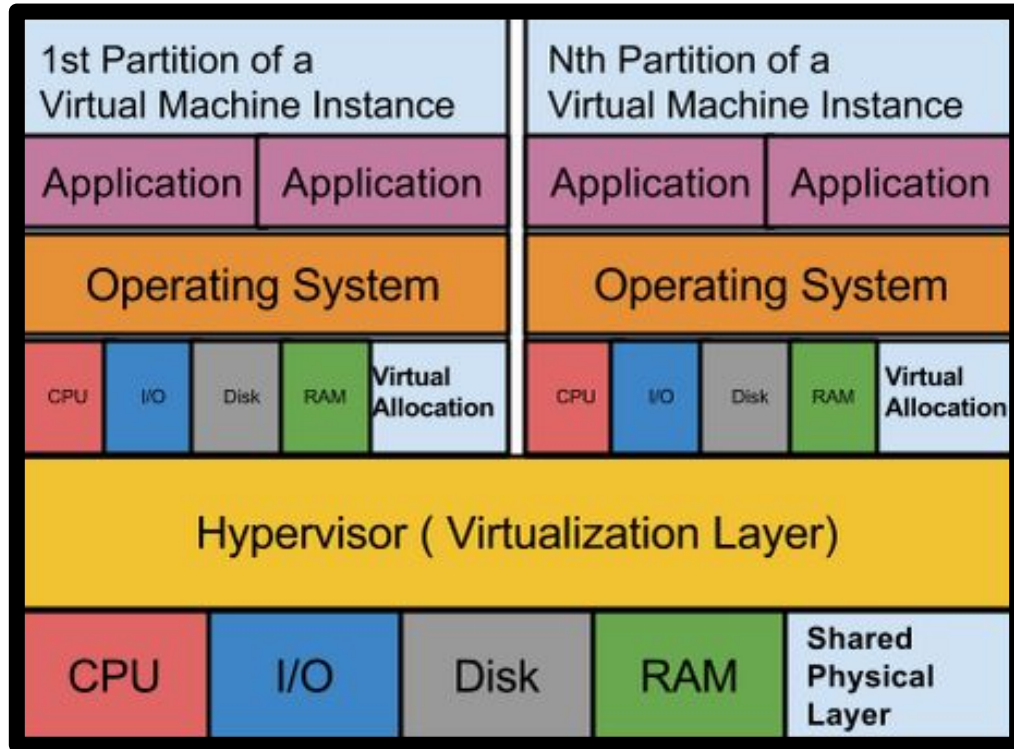 1st Partition of a
Virtual Machine Instance
Application Application
Operating System
CPU I/O Disk RAM Virtual
Allocation
Nth Partition of a
Virtual Machine Instance
Application Application
Operating System
CPU I/O Disk RAM Virtual
Allocation
Hypervisor ( Virtualization Layer)
CPU I/O Disk RAM Shared
Physical
Layer